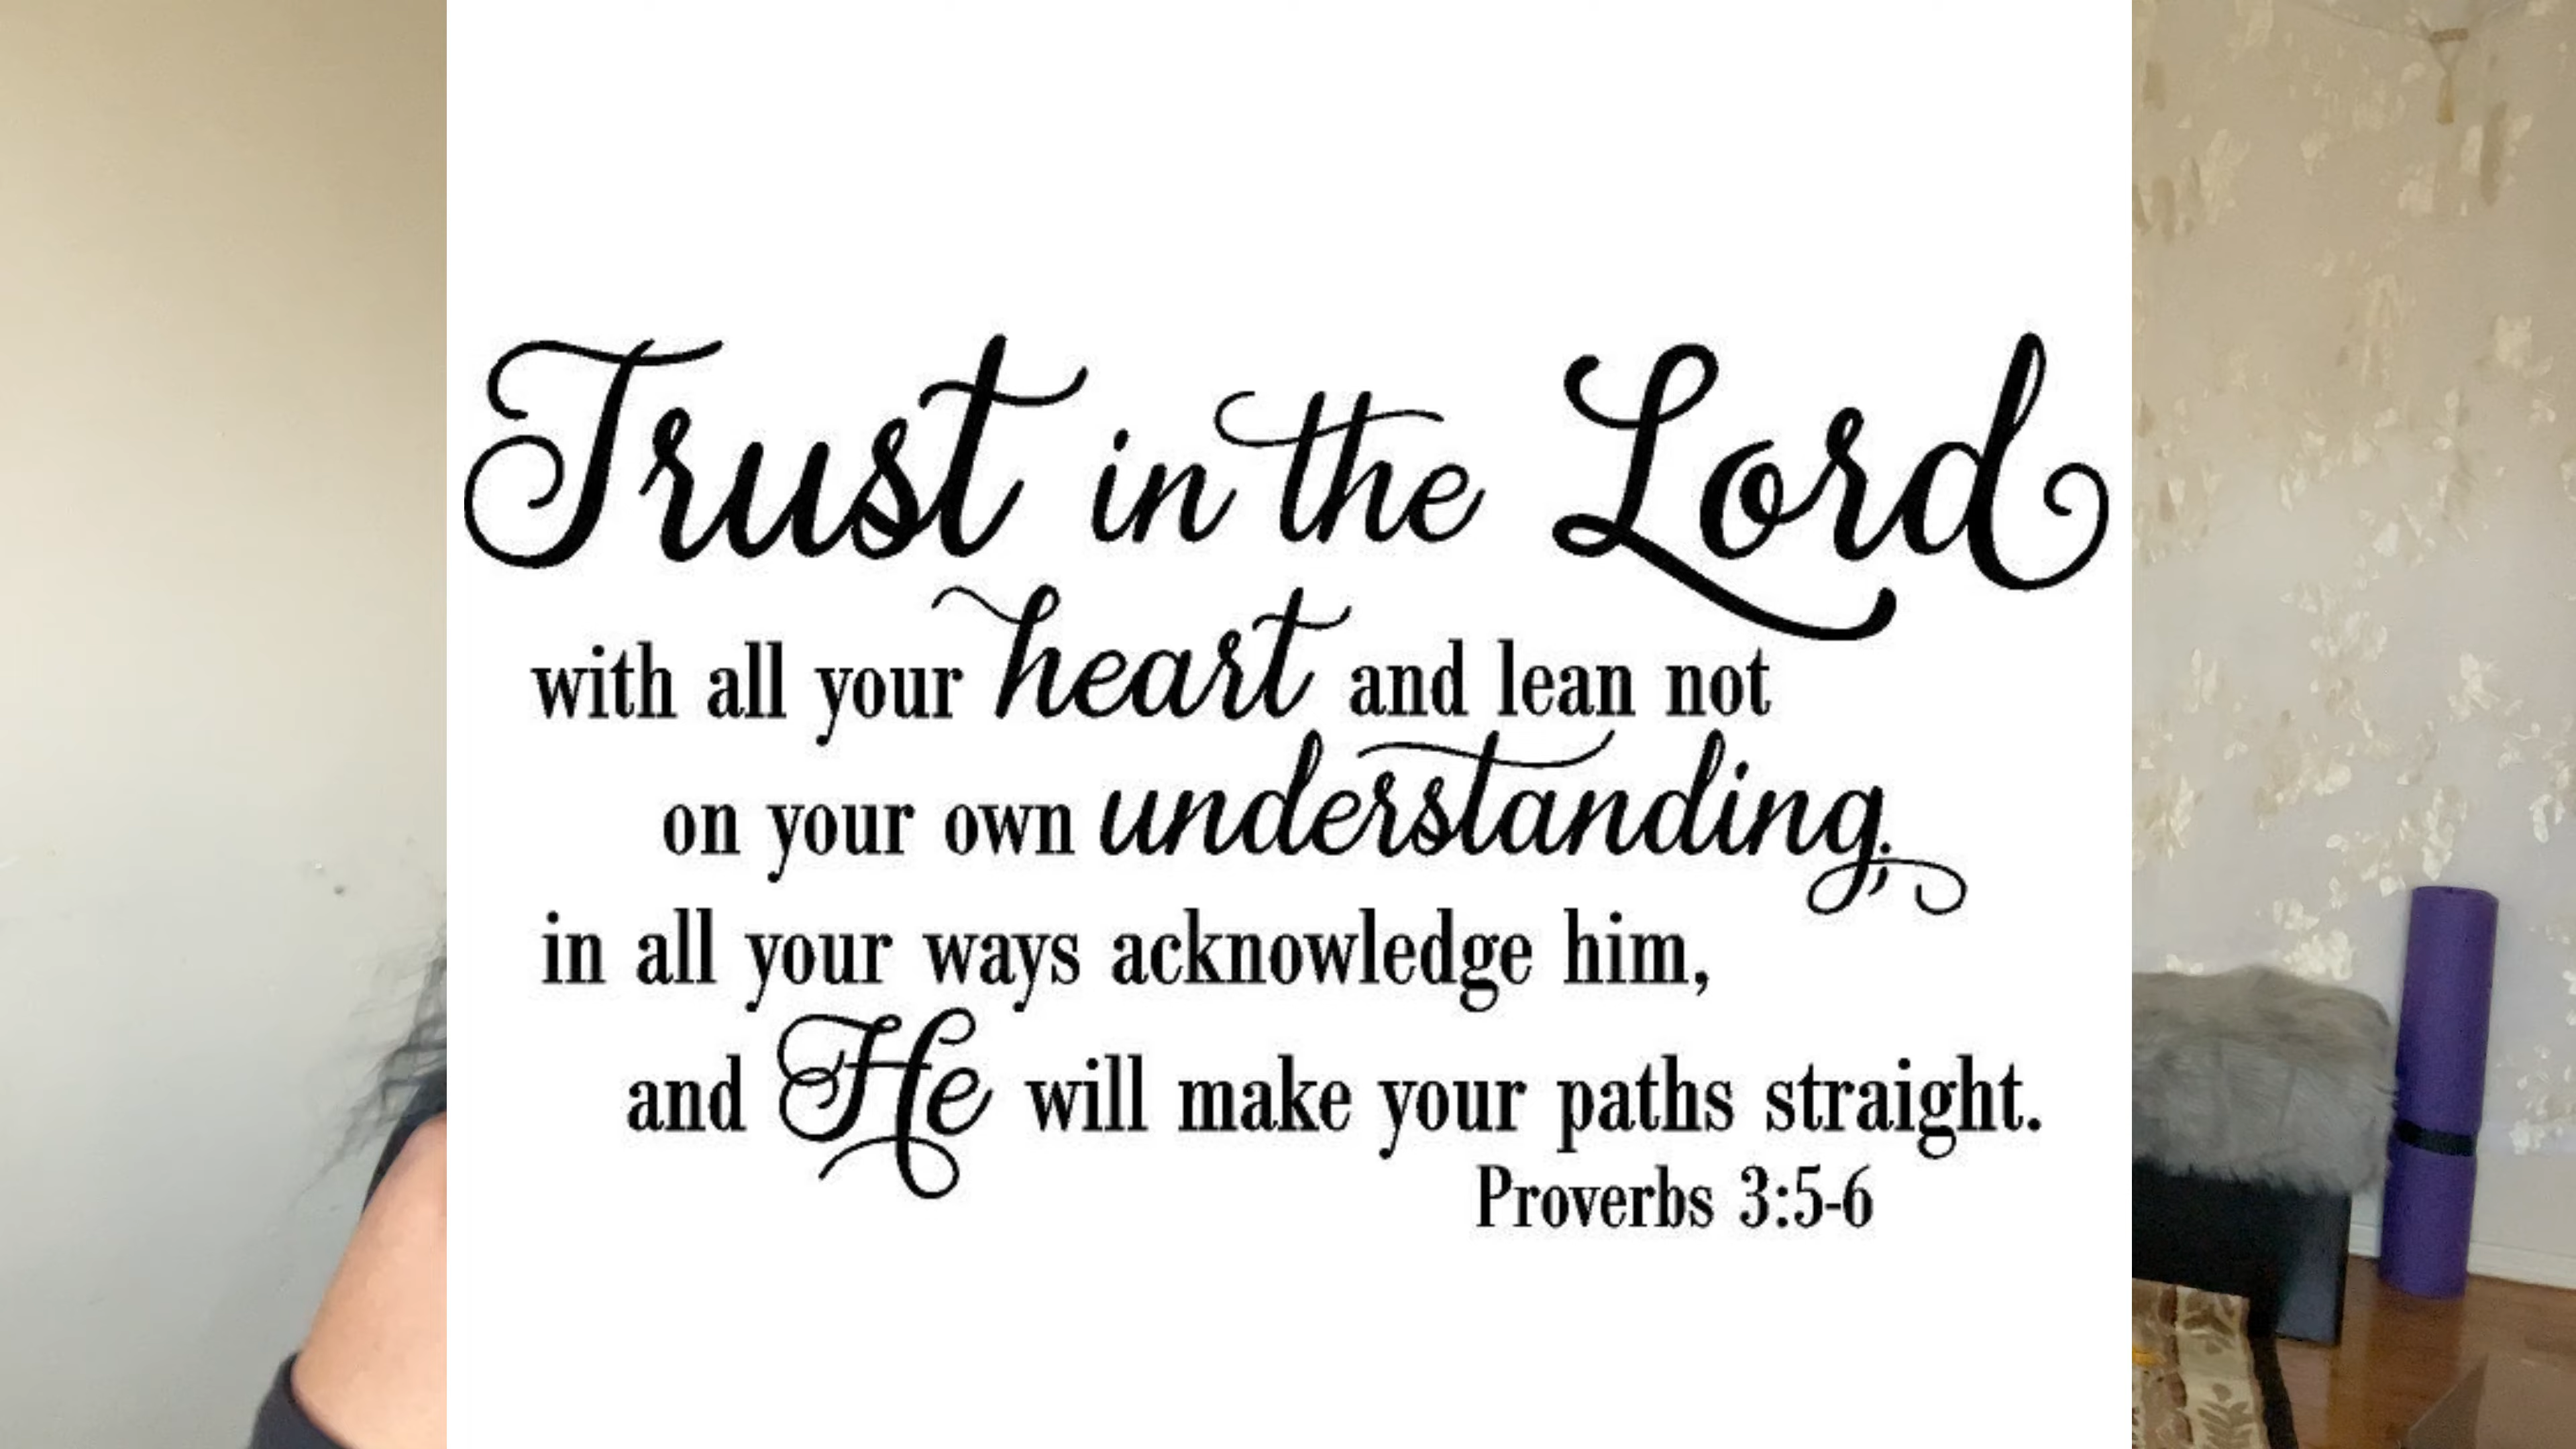 Trust in the Lord
with all your heart and lean not
on your own understanding;
in all your ways acknowledge him,
and He will make your paths straight.
Proverbs 3:5-6